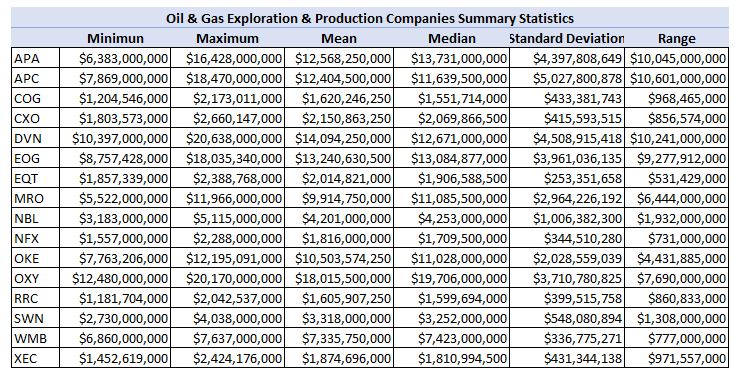 Oil & Gas Exploration & Production Companies Summary Statistics
Minimun Maximum Mean Median Standard Deviation Range
APA $6,383,000,000 $16,428,000,000 $12,568,250,000 $13,731,000,000 $4,397,808,649 $10,045,000,000
APC $7,869,000,000 $18,470,000,000 $12,404,500,000 $11,639,500,000 $5,027,800,878 $10,601,000,000
COG $1,204,546,000 $2,173,011,000 $1,620,246,250 $1,551,714,000 $433,381,743 $968,465,000
CXO $1,803,573,000 $2,660,147,000 $2,150,863,250 $2,069,866,500 $415,593,515 $856,574,000
DVN $10,397,000,000 $20,638,000,000 $14,094,250,000 $12,671,000,000 $4,508,915,418 $10,241,000,000
EOG $8,757,428,000 $18,035,340,000 $13,240,630,500 $13,084,877,000 $3,961,036,135 $9,277,912,000
EQT $1,857,339,000 $2,388,768,000 $2,014,821,000 $1,906,588,500 $253,351,658 $531,429,000
MRO $5,522,000,000 $11,966,000,000 $9,914,750,000 $11,085,500,000 $2,964,226,192 $6,444,000,000
NBL $3,183,000,000 $5,115,000,000 $4,201,000,000 $4,253,000,000 $1,006,382,300 $1,932,000,000
NFX $1,557,000,000 $2,288,000,000 $1,816,000,000 $1,709,500,000 $344,510,280 $731,000,000
OKE $7,763,206,000 $12,195,091,000 $10,503,574,250 $11,028,000,000 $2,028,559,039 $4,431,885,000
OXY $12,480,000,000 $20,170,000,000 $18,015,500,000 $19,706,000,000 $3,710,780,825 $7,690,000,000
RRC $1,181,704,000 $2,042,537,000 $1,605,907,250 $1,599,694,000 $399,515,758 $860,833,000
SWN $2,730,000,000 $4,038,000,000 $3,318,000,000 $3,252,000,000 $548,080,894 $1,308,000,000
WMB $6,860,000,000 $7,637,000,000 $7,335,750,000 $7,423,000,000 $336,775,271 $777,000,000
XEC $1,452,619,000 $2,424,176,000 $1,874,696,000 $1,810,994,500 $431,344,138 $971,557,000